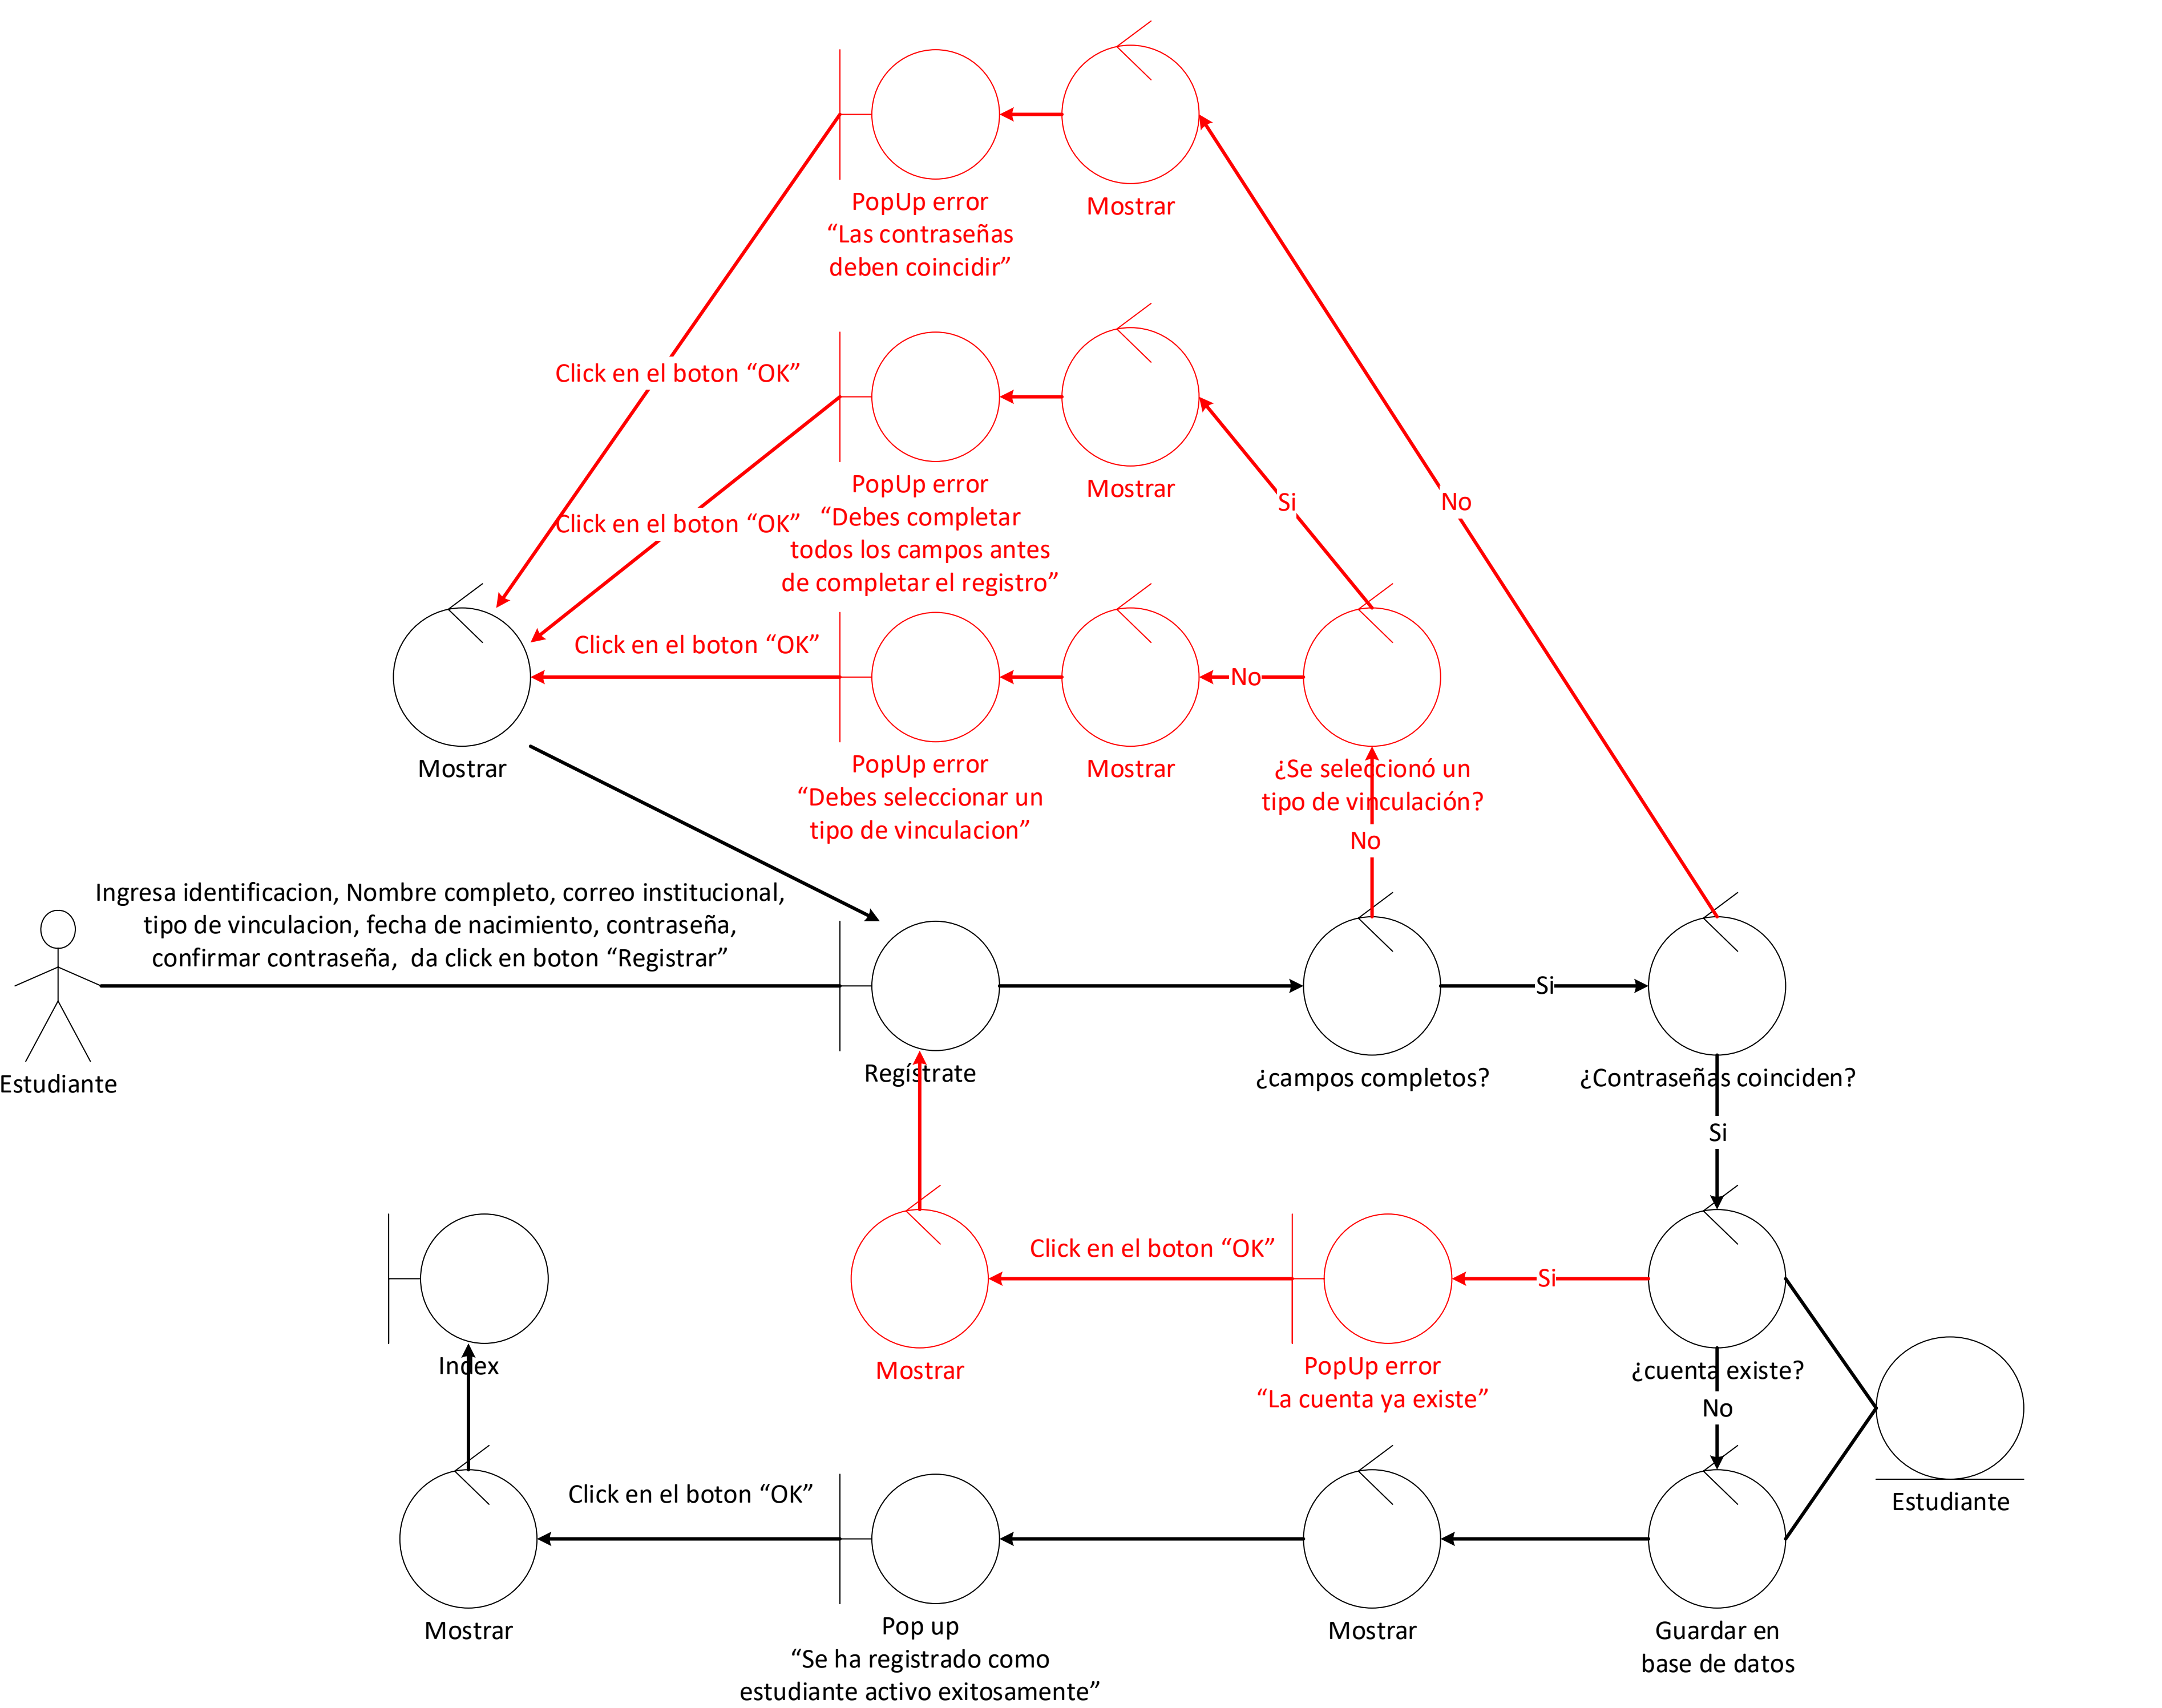 PopUp error
“Las contraseñas
deben coincidir”
Mostrar
Click en el boton “OK”
PopUp error
“Debes completar
todos los campos antes
de completar el registro”
Mostrar
Si
No
Click en el boton “OK”
Click en el boton “OK”
No
Mostrar
PopUp error
“Debes seleccionar un
tipo de vinculacion”
Mostrar
¿Se seleccionó un
tipo de vinculación?
No
Ingresa identificacion, Nombre completo, correo institucional,
tipo de vinculacion, fecha de nacimiento, contraseña,
confirmar contraseña,  da click en boton “Registrar”
Si
Estudiante
Regístrate
¿campos completos?
¿Contraseñas coinciden?
Si
Click en el boton “OK”
Si
Index
Mostrar
PopUp error
“La cuenta ya existe”
¿cuenta existe?
No
Click en el boton “OK”
Estudiante
Mostrar
Pop up
“Se ha registrado como
estudiante activo exitosamente”
Mostrar
Guardar en
base de datos